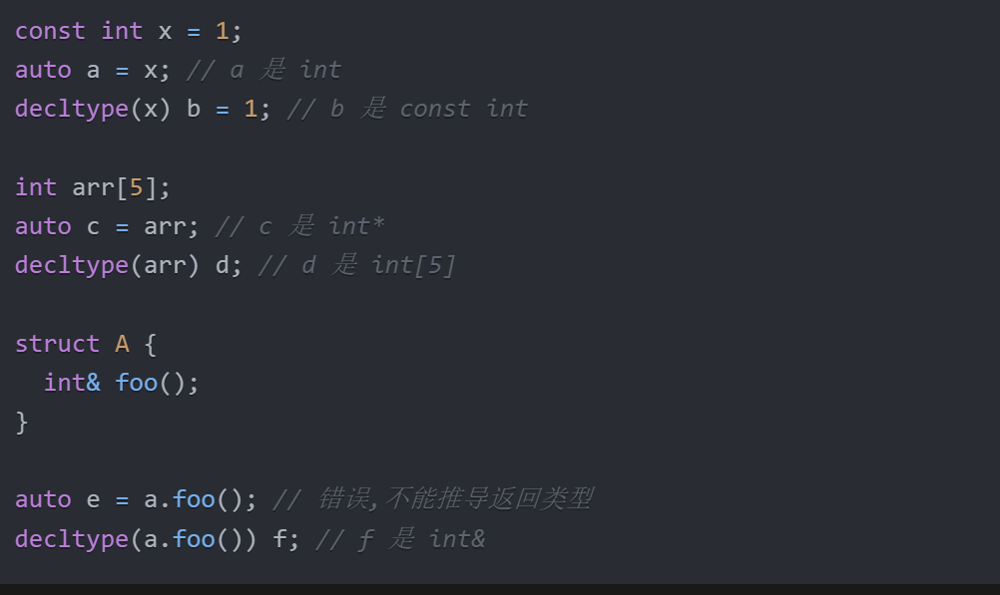 const int x = 1;
auto a = x; // a 是 int
decltype(x) b = 1; // b 是 const int
int arr[5];
auto c = arr; // c 是 int*
decltype(arr) d; // d 是 int[5]
struct A {
int& foo();
}
auto e = a.foo(); // 错误,不能推导返回类型
decltype(a.foo()) f; // f 是 int&